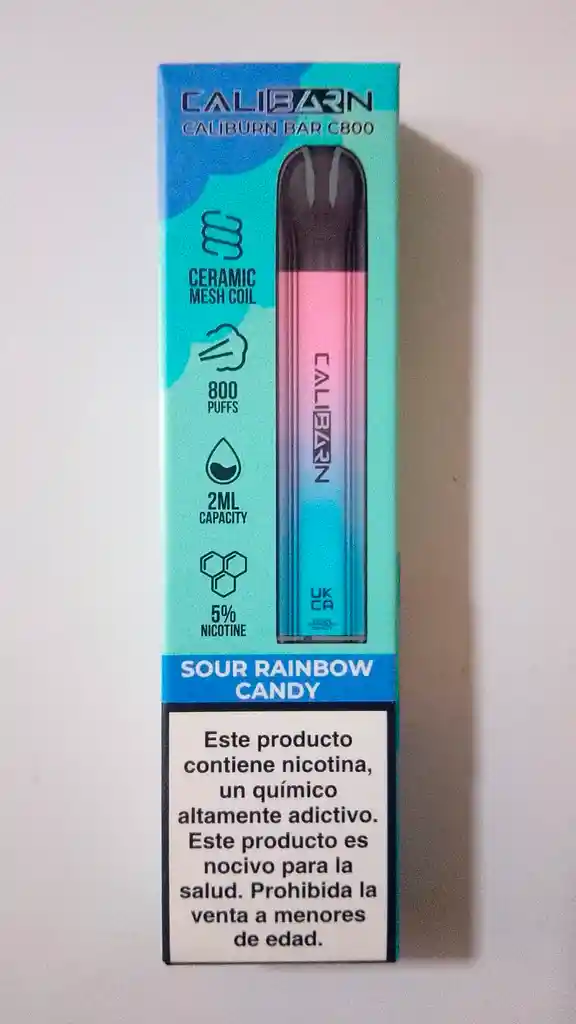 CALIBARN
CALIBURN BAR C800
CERAMIC
MESH COIL
800
PUFFS
2ML
CAPACITY
5%
NICOTINE
CALIBARN
UK
CA
SOUR RAINBOW
CANDY
Este producto
contiene nicotina,
un químico
altamente adictivo.
Este producto es
nocivo para la
salud. Prohibida la
venta a menores
de edad.